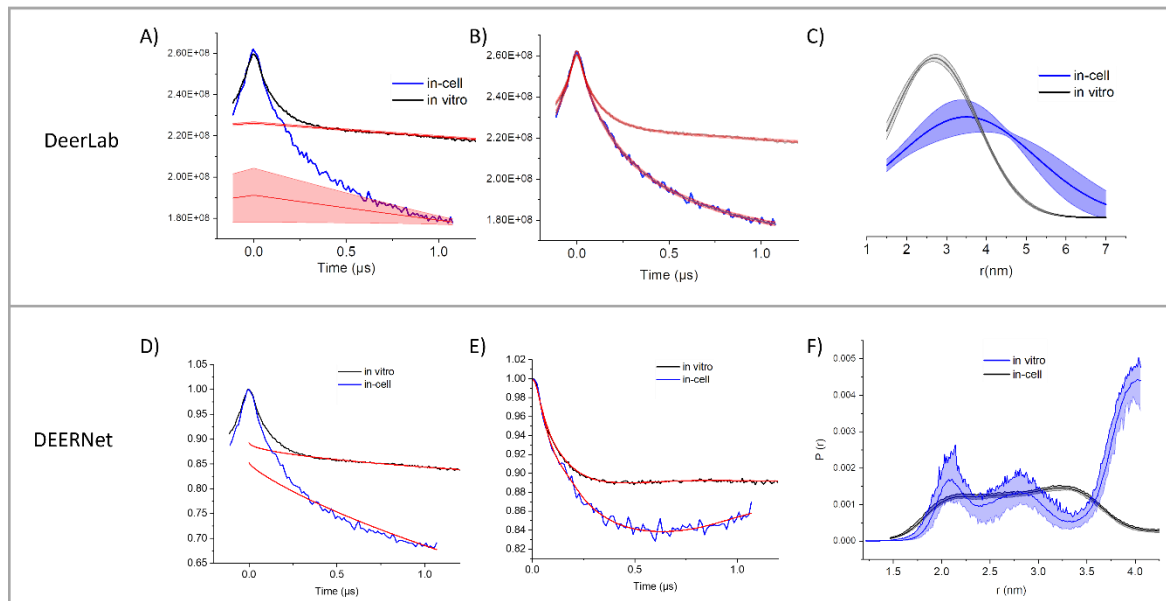 DeerLab
A)
2.60E+08
2.40E+08
2.20E+08
2.00E+08
1.80E+08
in-cell
in vitro
0.0 0.5 1.0
Time (µs)
B)
2.60E+08
2.40E+08
2.20E+08
2.00E+08
1.80E+08
0.0 0.5 1.0
Time (µs)
C)
in-cell
in vitro
1 2 3 4 5 6 7
r(nm)
DEERNet
D)
1.05
1.00
0.95
0.90
0.85
0.80
0.75
0.70
0.65
in vitro
in-cell
0.0 0.5 1.0
Time (µs)
E)
1.02
1.00
0.98
0.96
0.94
0.92
0.90
0.88
0.86
0.84
0.82
in vitro
in-cell
0.0 0.5 1.0
Time (µs)
F)
P (r)
0.005
0.004
0.003
0.002
0.001
0.000
in vitro
in-cell
1.5 2.0 2.5 3.0 3.5 4.0
r (nm)